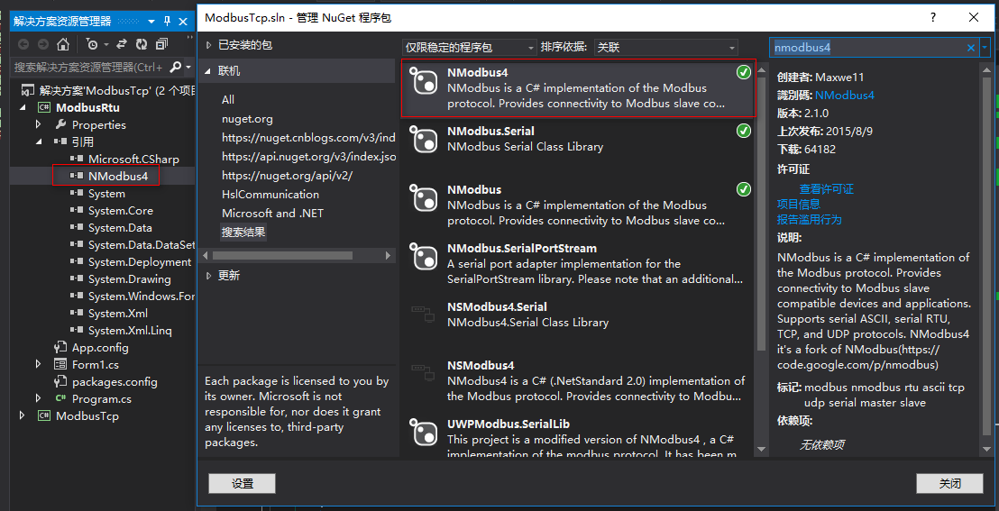 解决方案资源管理器
搜索解决方案资源管理器(Ctrl+
解决方案'ModbusTcp' (2 个项目
ModbusRtu
Properties
引用
Microsoft.CSharp
NModbus4
System
System.Core
System.Data
System.Data.DataSet
System.Deployment
System.Drawing
System.Windows.For
System.Xml
System.Xml.Linq
App.config
Form1.cs
packages.config
Program.cs
ModbusTcp
ModbusTcp.sln - 管理 NuGet 程序包
已安装的包
联机
All
nuget.org
https://nuget.cnblogs.com/v3/ind
https://api.nuget.org/v3/index.jso
https://nuget.org/api/v2/
HslCommunication
Microsoft and .NET
搜索结果
更新
Each package is licensed to you by
its owner. Microsoft is not
responsible for, nor does it grant
any licenses to, third-party
packages.
仅限稳定的程序包 排序依据: 关联
NModbus4
NModbus is a C# implementation of the Modbus
protocol. Provides connectivity to Modbus slave co...
NModbus.Serial
NModbus Serial Class Library
NModbus
NModbus is a C# implementation of the Modbus
protocol. Provides connectivity to Modbus slave co...
NModbus.SerialPortStream
A serial port adapter implementation for the
SerialPortStream library. Please note that an additional...
NSModbus4.Serial
NModbus4.Serial Class Library
NSModbus4
NModbus4 is a C# (.NetStandard 2.0) implementation
of the Modbus protocol. Provides connectivity to Modbu...
UWPModbus.SerialLib
This project is a modified version of NModbus4 , a C#
implementation of the modbus protocol. It has been m
nmodbus4
创建者: Maxwe11
識別碼: NModbus4
版本: 2.1.0
上次发布: 2015/8/9
下载: 64182
许可证
查看许可证
项目信息
报告滥用行为
说明:
NModbus is a C# implementation of
the Modbus protocol. Provides
connectivity to Modbus slave
compatible devices and applications.
Supports serial ASCII, serial RTU,
TCP, and UDP protocols. NModbus4
it's a fork of NModbus(https://
code.google.com/p/nmodbus)
标记: modbus nmodbus rtu ascii tcp
udp serial master slave
依赖项:
无依赖项
设置
关闭